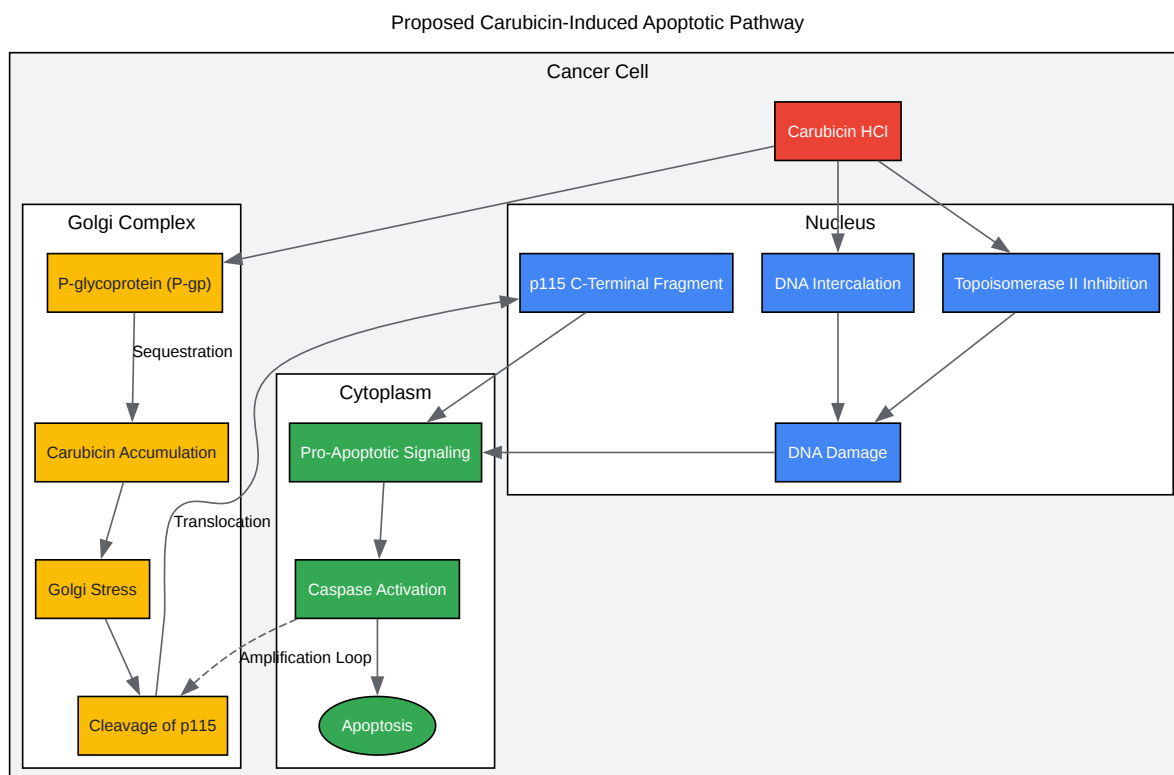 Proposed Carubicin-Induced Apoptotic Pathway
Cancer Cell
Carubicin HCl
Golgi Complex
Nucleus
P-glycoprotein (P-gp)
p115 C-Terminal Fragment
DNA Intercalation
Topoisomerase II Inhibition
Sequestration
Cytoplasm
Carubicin Accumulation
Pro-Apoptotic Signaling
DNA Damage
Translocation
Golgi Stress
Caspase Activation
Amplification Loop
Cleavage of p115
Apoptosis